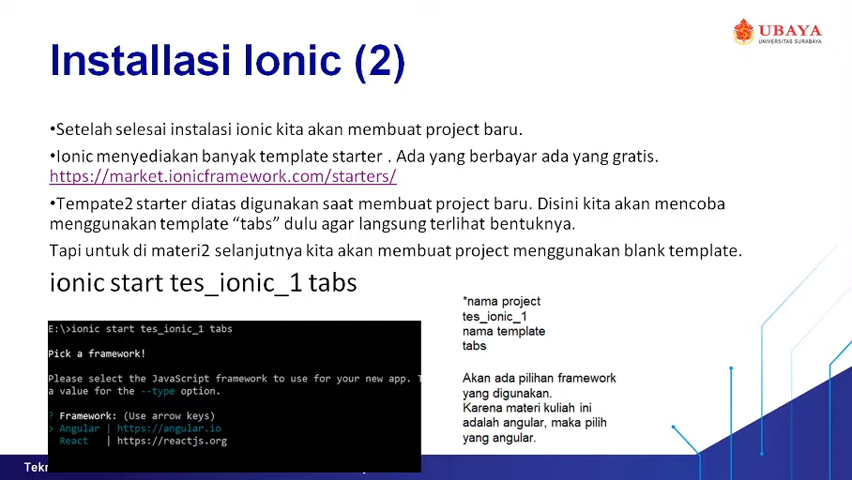 UBAYA
UNIVERSITAS SURABAYA
Installasi Ionic (2)
•Setelah selesai instalasi ionic kita akan membuat project baru.
•Ionic menyediakan banyak template starter . Ada yang berbayar ada yang gratis.
https://market.ionicframework.com/starters/
•Tempate2 starter diatas digunakan saat membuat project baru. Disini kita akan mencoba
menggunakan template “tabs” dulu agar langsung terlihat bentuknya.
Tapi untuk di materi2 selanjutnya kita akan membuat project menggunakan blank template.
ionic start tes_ionic_1 tabs
E:\>ionic start tes_ionic_1 tabs
Pick a framework!
Please select the JavaScript framework to use for your new app. T
a value for the --type option.
? Framework: (Use arrow keys)
> Angular | https://angular.io
React | https://reactjs.org
*nama project
tes_ionic_1
nama template
tabs
Akan ada pilihan framework
yang digunakan.
Karena materi kuliah ini
adalah angular, maka pilih
yang angular.
Tekn